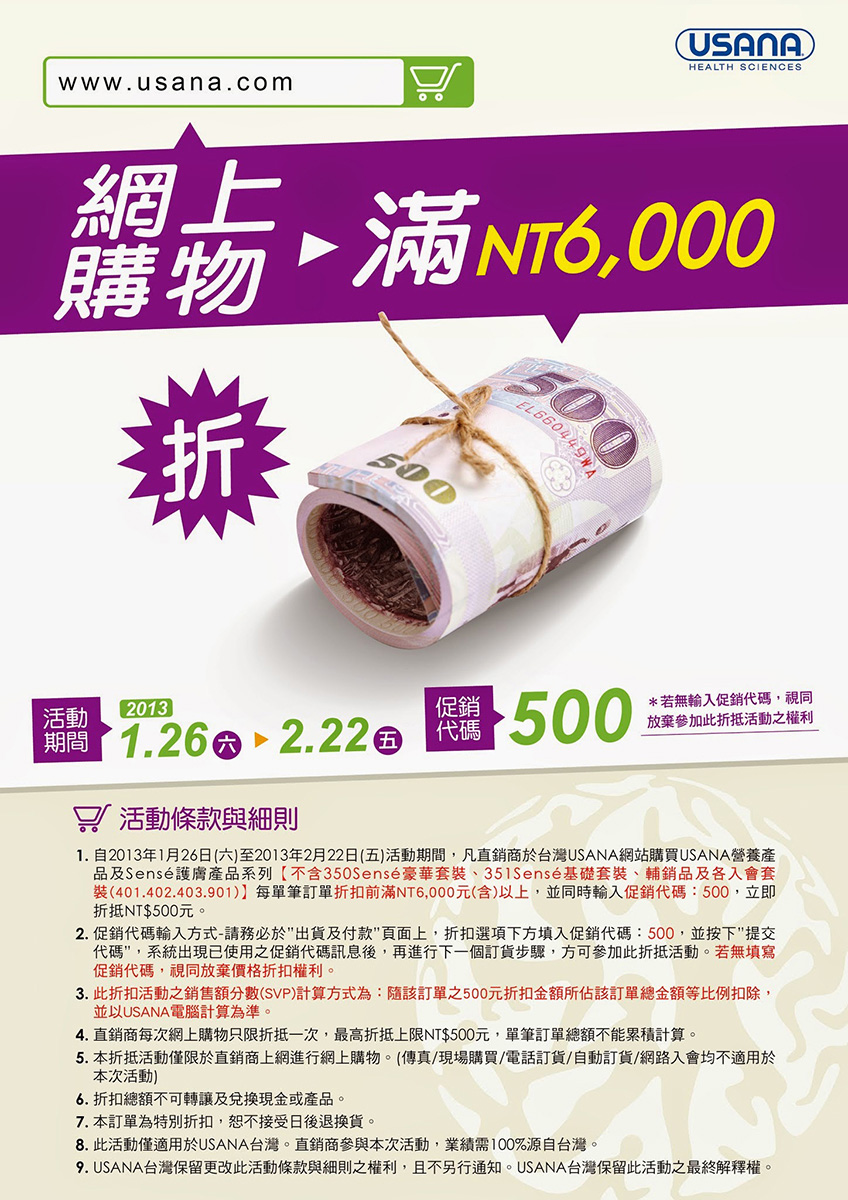 www.usana.com
USANA
HEALTH SCIENCES
網上
購物
滿NT6,000
折
500
500
EL660449WA
活動
期間
2013
1.26六
2.22五
促銷
代碼
500
*若無輸入促銷代碼，視同
放棄參加此折抵活動之權利
活動條款與細則
1. 自2013年1月26日(六)至2013年2月22日(五)活動期間，凡直銷商於台灣USANA網站購買USANA營養產
品及Sensé護膚產品系列【不含350Sensé豪華套裝、351Sensé基礎套裝、輔銷品及各入會套
裝(401.402.403.901)】每單筆訂單折扣前滿NT6,000元(含)以上，並同時輸入促銷代碼：500，立即
折抵NT$500元。
2. 促銷代碼輸入方式-請務必於"出貨及付款"頁面上，折扣選項下方填入促銷代碼：500，並按下"提交
代碼"，系統出現已使用之促銷代碼訊息後，再進行下一個訂貨步驟，方可參加此折抵活動。若無填寫
促銷代碼，視同放棄價格折扣權利。
3. 此折扣活動之銷售額分數(SVP)計算方式為：隨該訂單之500元折扣金額所佔該訂單總金額等比例扣除，
並以USANA電腦計算為準。
4. 直銷商每次網上購物只限折抵一次，最高折抵上限NT$500元，單筆訂單總額不能累積計算。
5. 本折抵活動僅限於直銷商上網進行網上購物。(傳真/現場購買/電話訂貨/自動訂貨/網路入會均不適用於
本次活動)
6. 折扣總額不可轉讓及兌換現金或產品。
7. 本訂單為特別折扣，恕不接受日後退換貨。
8. 此活動僅適用於USANA台灣。直銷商參與本次活動，業績需100%源自台灣。
9. USANA台灣保留更改此活動條款與細則之權利，且不另行通知。USANA台灣保留此活動之最終解釋權。